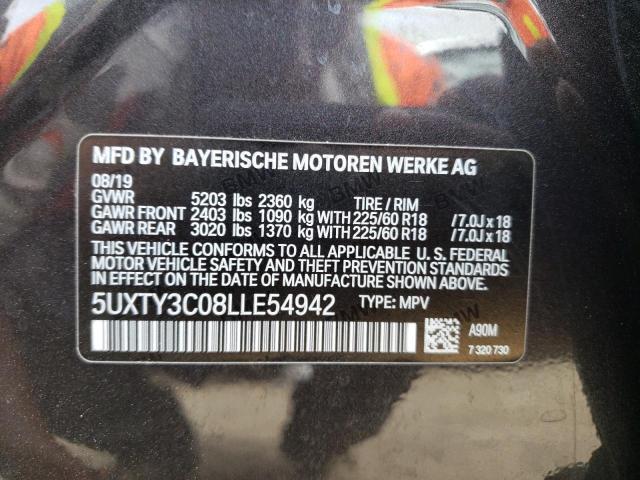 MFD BY BAYERISCHE MOTOREN WERKE AG
08/19
GVWR 5203 lbs 2360 kg TIRE / RIM
GAWR FRONT 2403 lbs 1090 kg WITH 225/60 R18 /7.0J x 18
GAWR REAR 3020 lbs 1370 kg WITH 225/60 R18 /7.0J x 18
THIS VEHICLE CONFORMS TO ALL APPLICABLE U. S. FEDERAL
MOTOR VEHICLE SAFETY AND THEFT PREVENTION STANDARDS
IN EFFECT ON THE DATE OF MANUFACTURE SHOWN ABOVE.
5UXTY3C08LLE54942 TYPE: MPV
A90M
7 320 730